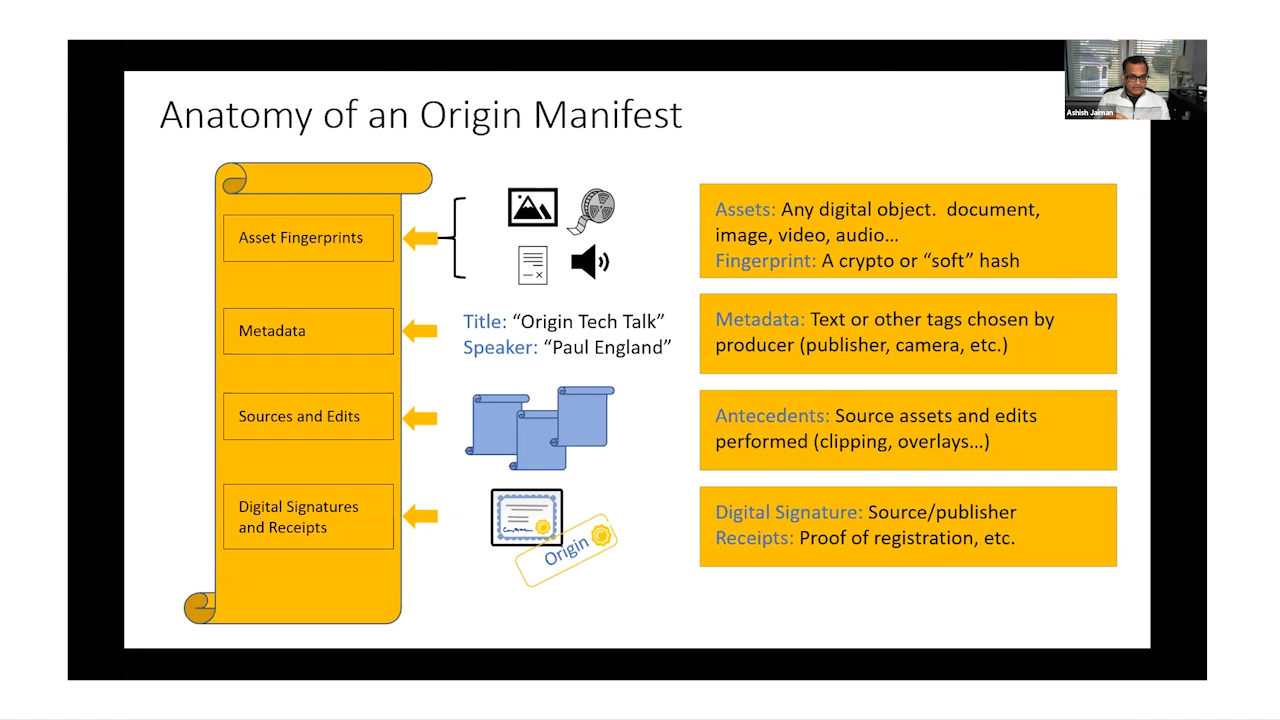 Ashish Jaiman
Anatomy of an Origin Manifest
Asset Fingerprints
Assets: Any digital object.  document,
image, video, audio…
Fingerprint: A crypto or “soft” hash
Metadata
Title: “Origin Tech Talk”
Speaker: “Paul England”
Metadata: Text or other tags chosen by
producer (publisher, camera, etc.)
Sources and Edits
Antecedents: Source assets and edits
performed (clipping, overlays…)
Digital Signatures
and Receipts
Origin
Digital Signature: Source/publisher
Receipts: Proof of registration, etc.